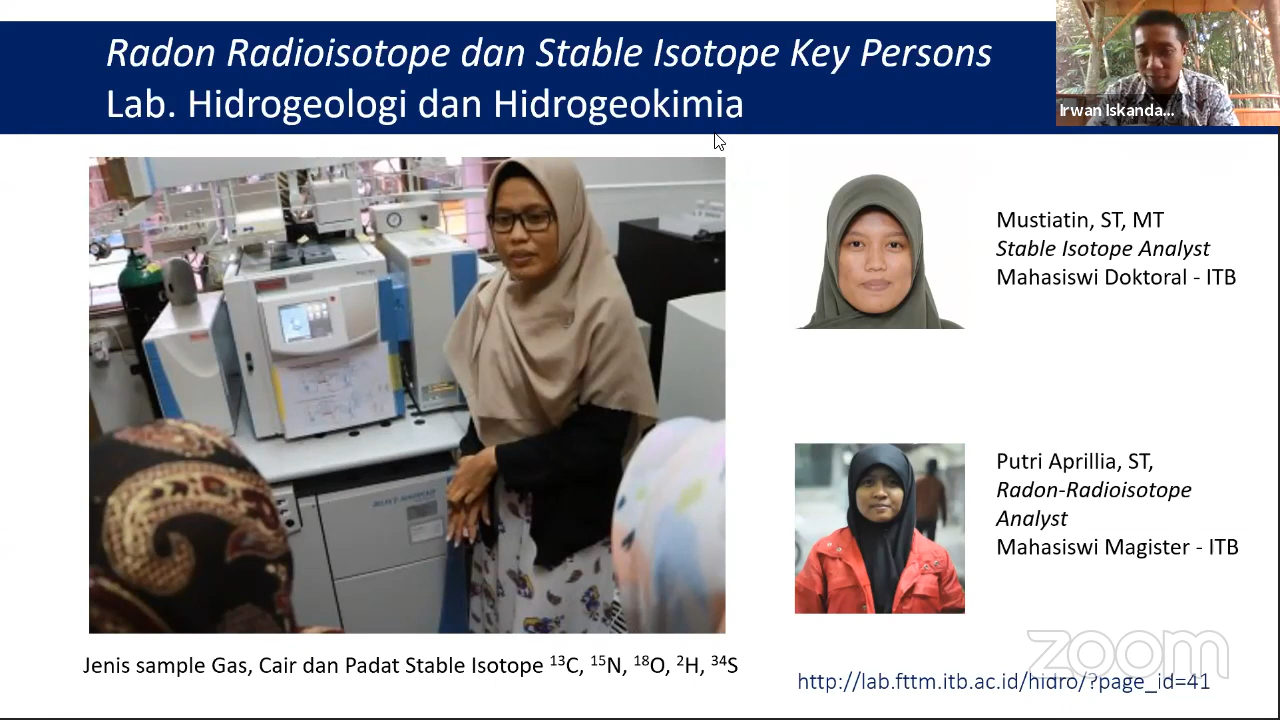 Radon Radioisotope dan Stable Isotope Key Persons
Lab. Hidrogeologi dan Hidrogeokimia
Irwan Iskanda...
Mustiatin, ST, MT
Stable Isotope Analyst
Mahasiswi Doktoral - ITB
Putri Aprillia, ST,
Radon-Radioisotope
Analyst
Mahasiswi Magister - ITB
Jenis sample Gas, Cair dan Padat Stable Isotope ¹³C, ¹⁵N, ¹⁸O, ²H, ³⁴S
zoom
http://lab.fttm.itb.ac.id/hidro/?page_id=41